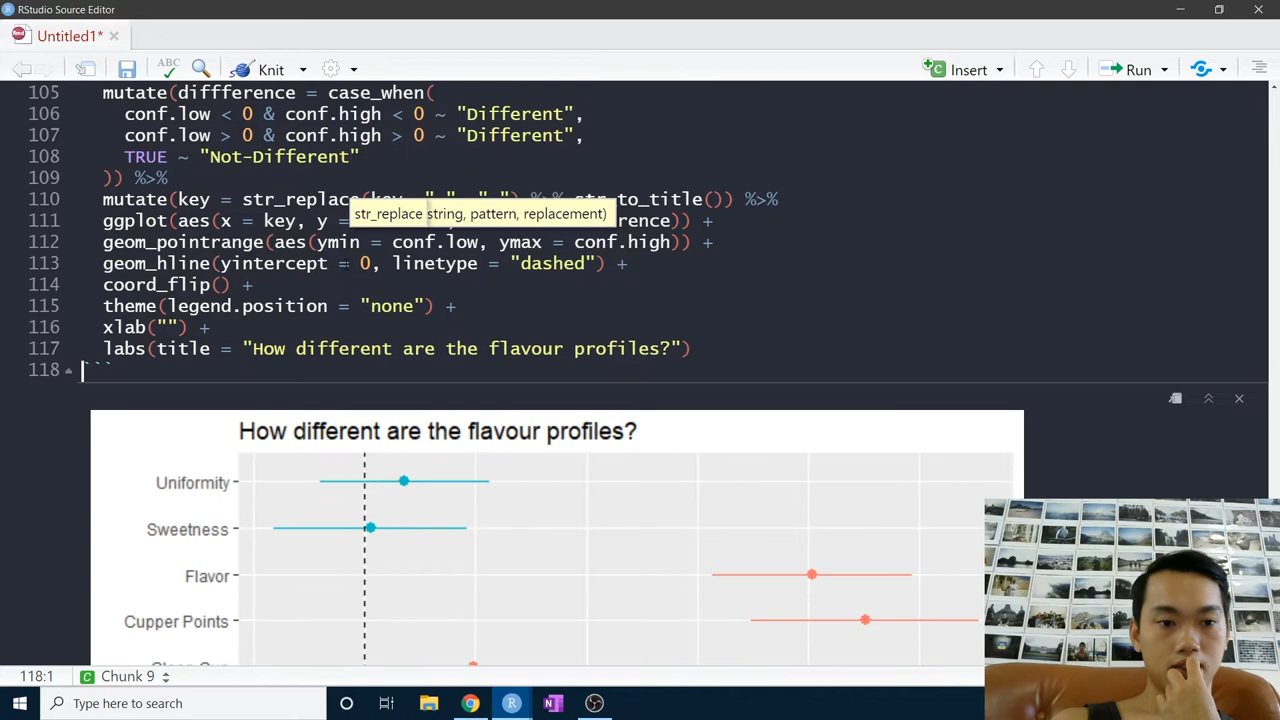 RStudio Source Editor
Untitled1*
ABC
Knit
Insert
Run
105 mutate(diffference = case_when(
106 conf.low < 0 & conf.high < 0 ~ "Different",
107 conf.low > 0 & conf.high > 0 ~ "Different",
108 TRUE ~ "Not-Different"
109 )) %>%
110 mutate(key = str_replace(key, "_", " ") %>% str_to_title()) %>%
str_replace(string, pattern, replacement)
111 ggplot(aes(x = key, y = erence)) +
112 geom_pointrange(aes(ymin = conf.low, ymax = conf.high)) +
113 geom_hline(yintercept = 0, linetype = "dashed") +
114 coord_flip() +
115 theme(legend.position = "none") +
116 xlab("") +
117 labs(title = "How different are the flavour profiles?")
118 ```
How different are the flavour profiles?
Uniformity
Sweetness
Flavor
Cupper Points
118:1
C Chunk 9
Type here to search